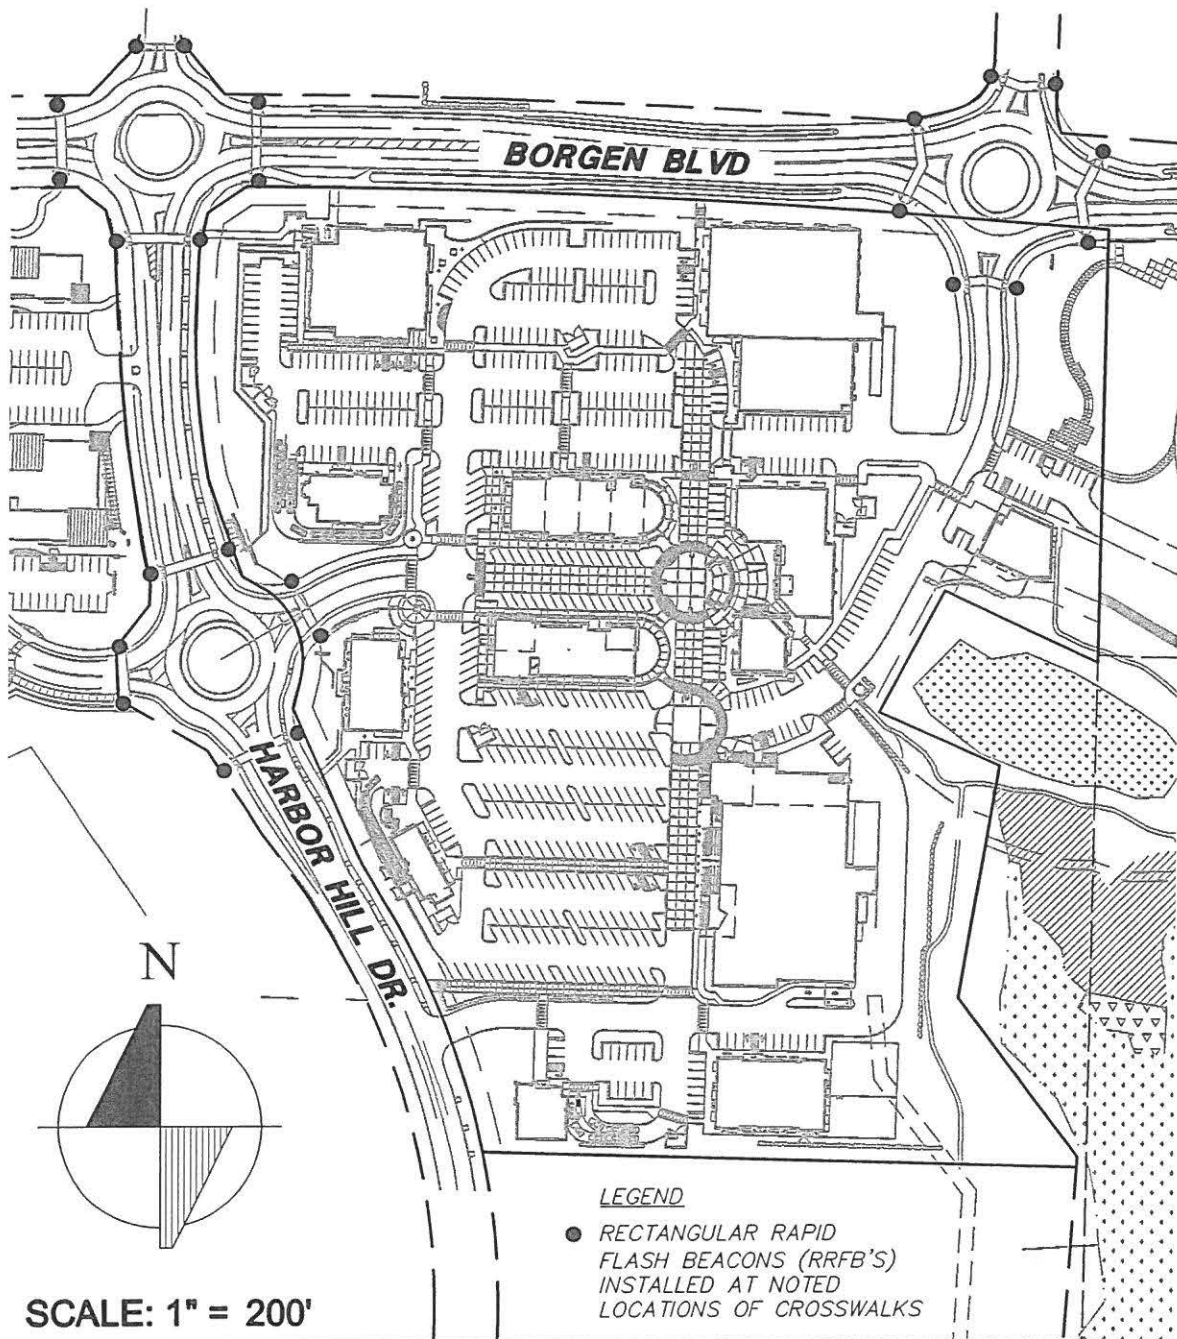 BORGEN BLVD
HARBOR HILL DR.
N
LEGEND
RECTANGULAR RAPID
FLASH BEACONS (RRFB'S)
INSTALLED AT NOTED
LOCATIONS OF CROSSWALKS
SCALE: 1" = 200'